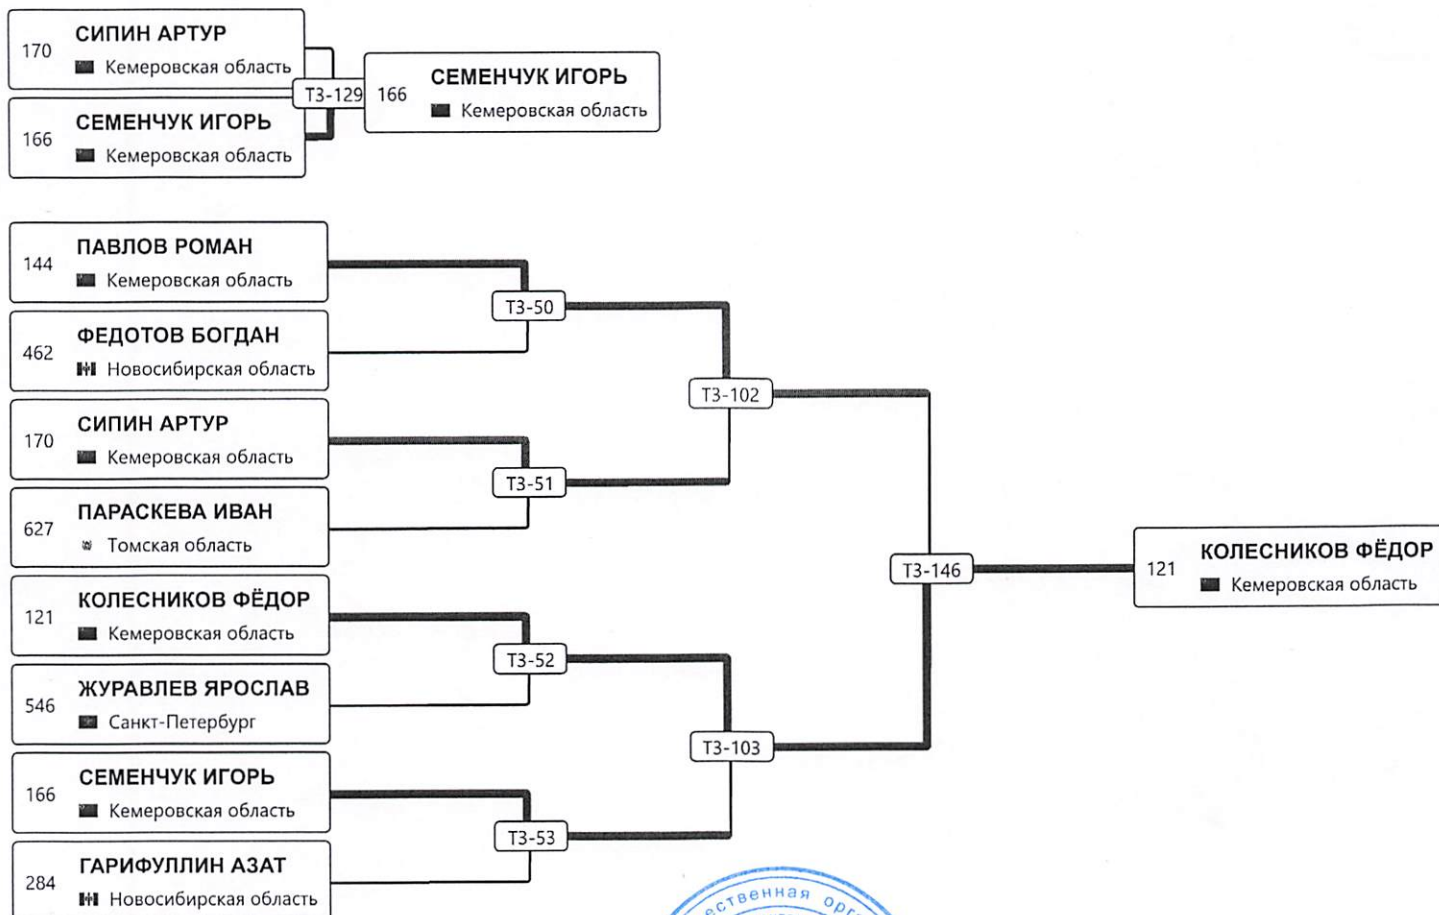 170 СИПИН АРТУР
Кемеровская область
166 СЕМЕНЧУК ИГОРЬ
Кемеровская область
Т3-129
166 СЕМЕНЧУК ИГОРЬ
Кемеровская область
144 ПАВЛОВ РОМАН
Кемеровская область
462 ФЕДОТОВ БОГДАН
Новосибирская область
170 СИПИН АРТУР
Кемеровская область
627 ПАРАСКЕВА ИВАН
Томская область
121 КОЛЕСНИКОВ ФЁДОР
Кемеровская область
546 ЖУРАВЛЕВ ЯРОСЛАВ
Санкт-Петербург
166 СЕМЕНЧУК ИГОРЬ
Кемеровская область
284 ГАРИФУЛЛИН АЗАТ
Новосибирская область
Т3-50
Т3-51
Т3-52
Т3-53
Т3-102
Т3-103
Т3-146
121 КОЛЕСНИКОВ ФЁДОР
Кемеровская область